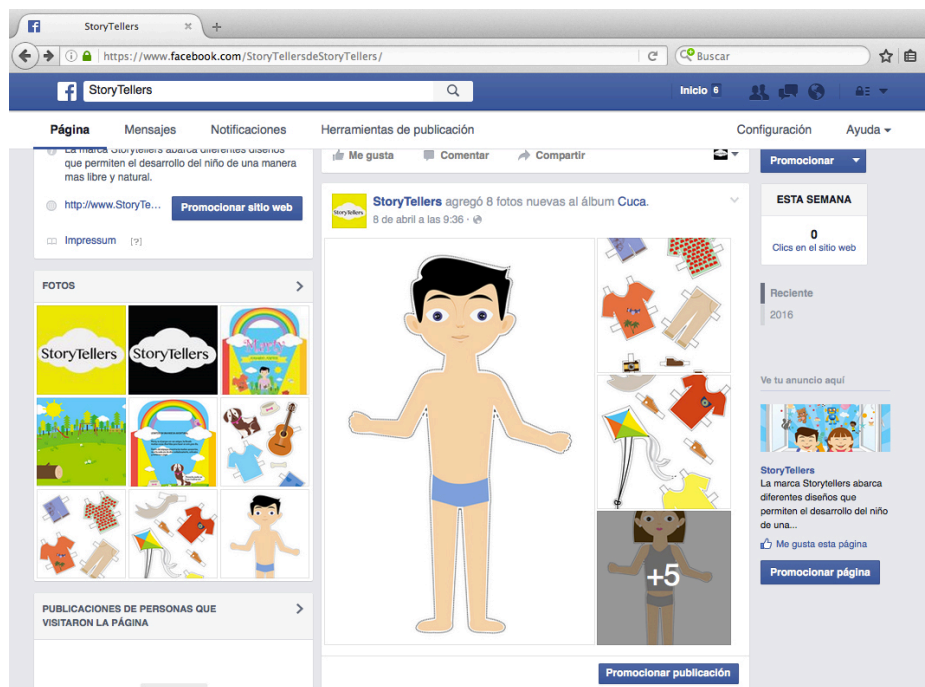 StoryTellers
https://www.facebook.com/StoryTellersdeStoryTellers/
Buscar
StoryTellers
Inicio 6
Página
Mensajes
Notificaciones
Herramientas de publicación
Configuración
Ayuda
La marca Storytellers abarca diferentes diseños
que permiten el desarrollo del niño de una manera
mas libre y natural.
http://www.StoryTe...
Promocionar sitio web
Impressum [?]
FOTOS
StoryTellers
StoryTellers
Marty
PUBLICACIONES DE PERSONAS QUE
VISITARON LA PÁGINA
Me gusta
Comentar
Compartir
StoryTellers
StoryTellers agregó 8 fotos nuevas al álbum Cuca.
8 de abril a las 9:36 ·
+5
Promocionar publicación
Promocionar
ESTA SEMANA
0
Clics en el sitio web
Reciente
2016
Ve tu anuncio aquí
StoryTellers
La marca Storytellers abarca
diferentes diseños que
permiten el desarrollo del niño
de una...
Me gusta esta página
Promocionar página